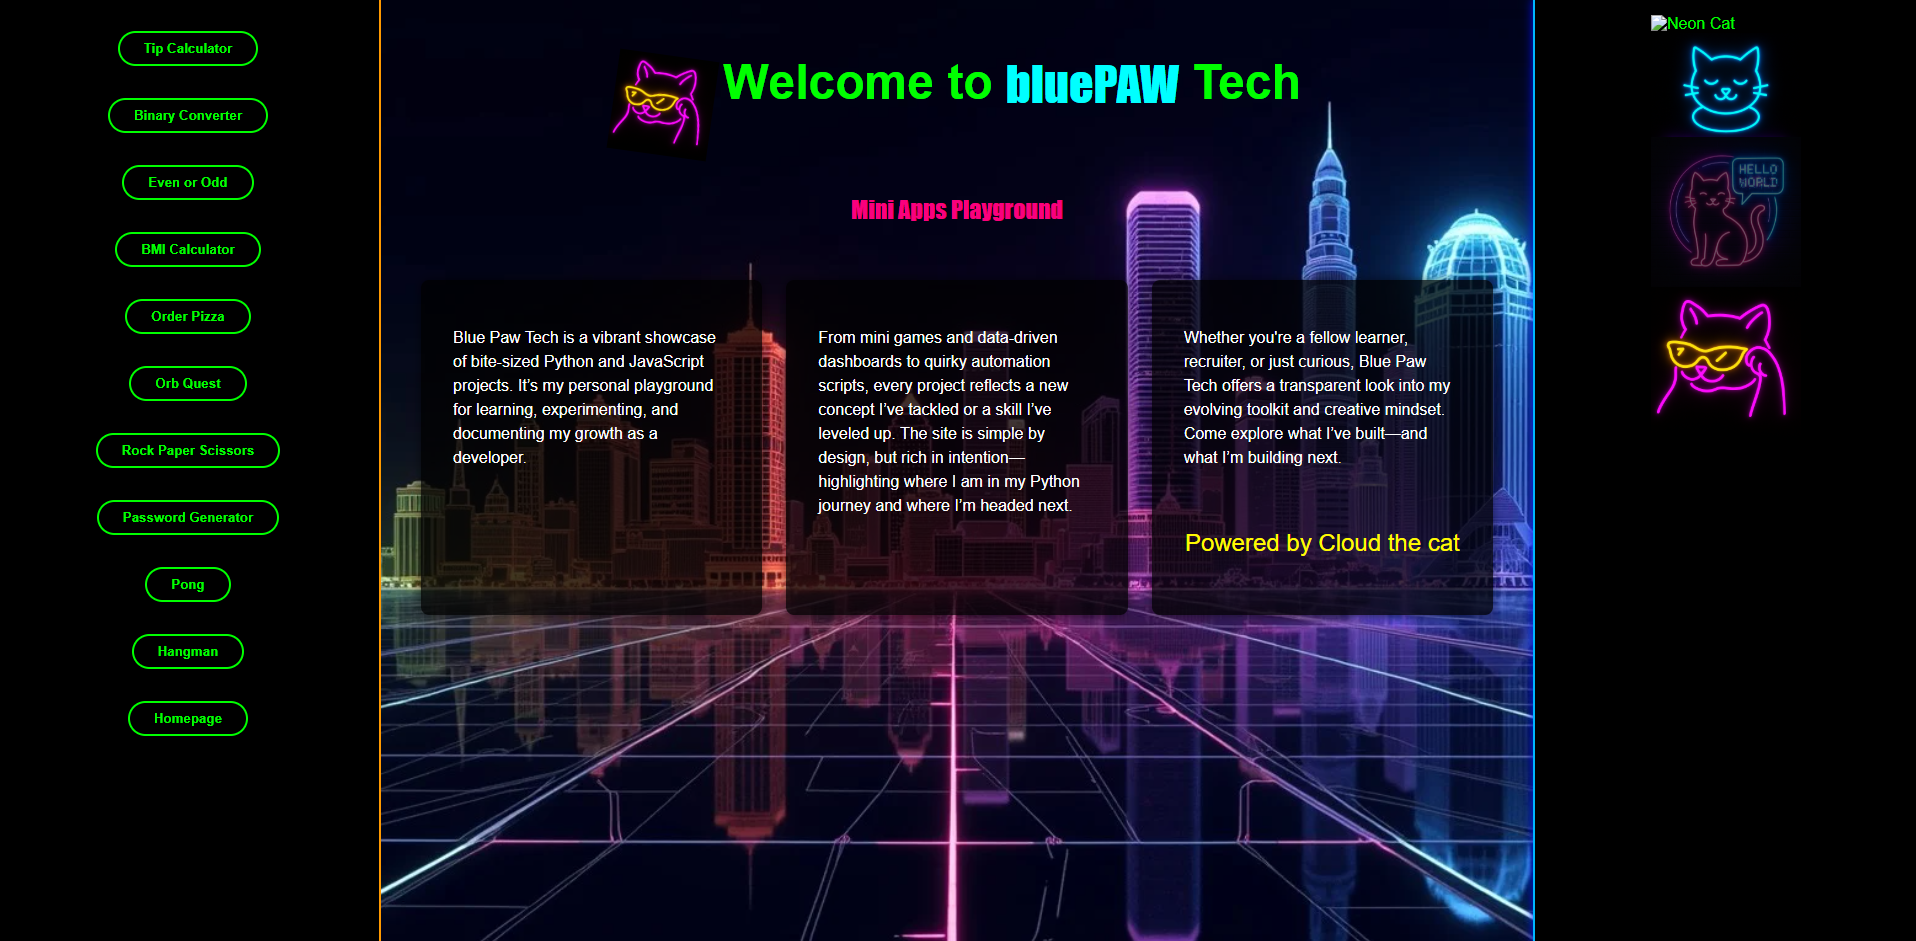 Tip Calculator
Binary Converter
Even or Odd
BMI Calculator
Order Pizza
Orb Quest
Rock Paper Scissors
Password Generator
Pong
Hangman
Homepage
Welcome to bluePAW Tech
Mini Apps Playground
Blue Paw Tech is a vibrant showcase
of bite-sized Python and JavaScript
projects. It’s my personal playground
for learning, experimenting, and
documenting my growth as a
developer.
From mini games and data-driven
dashboards to quirky automation
scripts, every project reflects a new
concept I’ve tackled or a skill I’ve
leveled up. The site is simple by
design, but rich in intention—
highlighting where I am in my Python
journey and where I’m headed next.
Whether you're a fellow learner,
recruiter, or just curious, Blue Paw
Tech offers a transparent look into my
evolving toolkit and creative mindset.
Come explore what I’ve built—and
what I’m building next.
Powered by Cloud the cat
Neon Cat
HELLO
WORLD